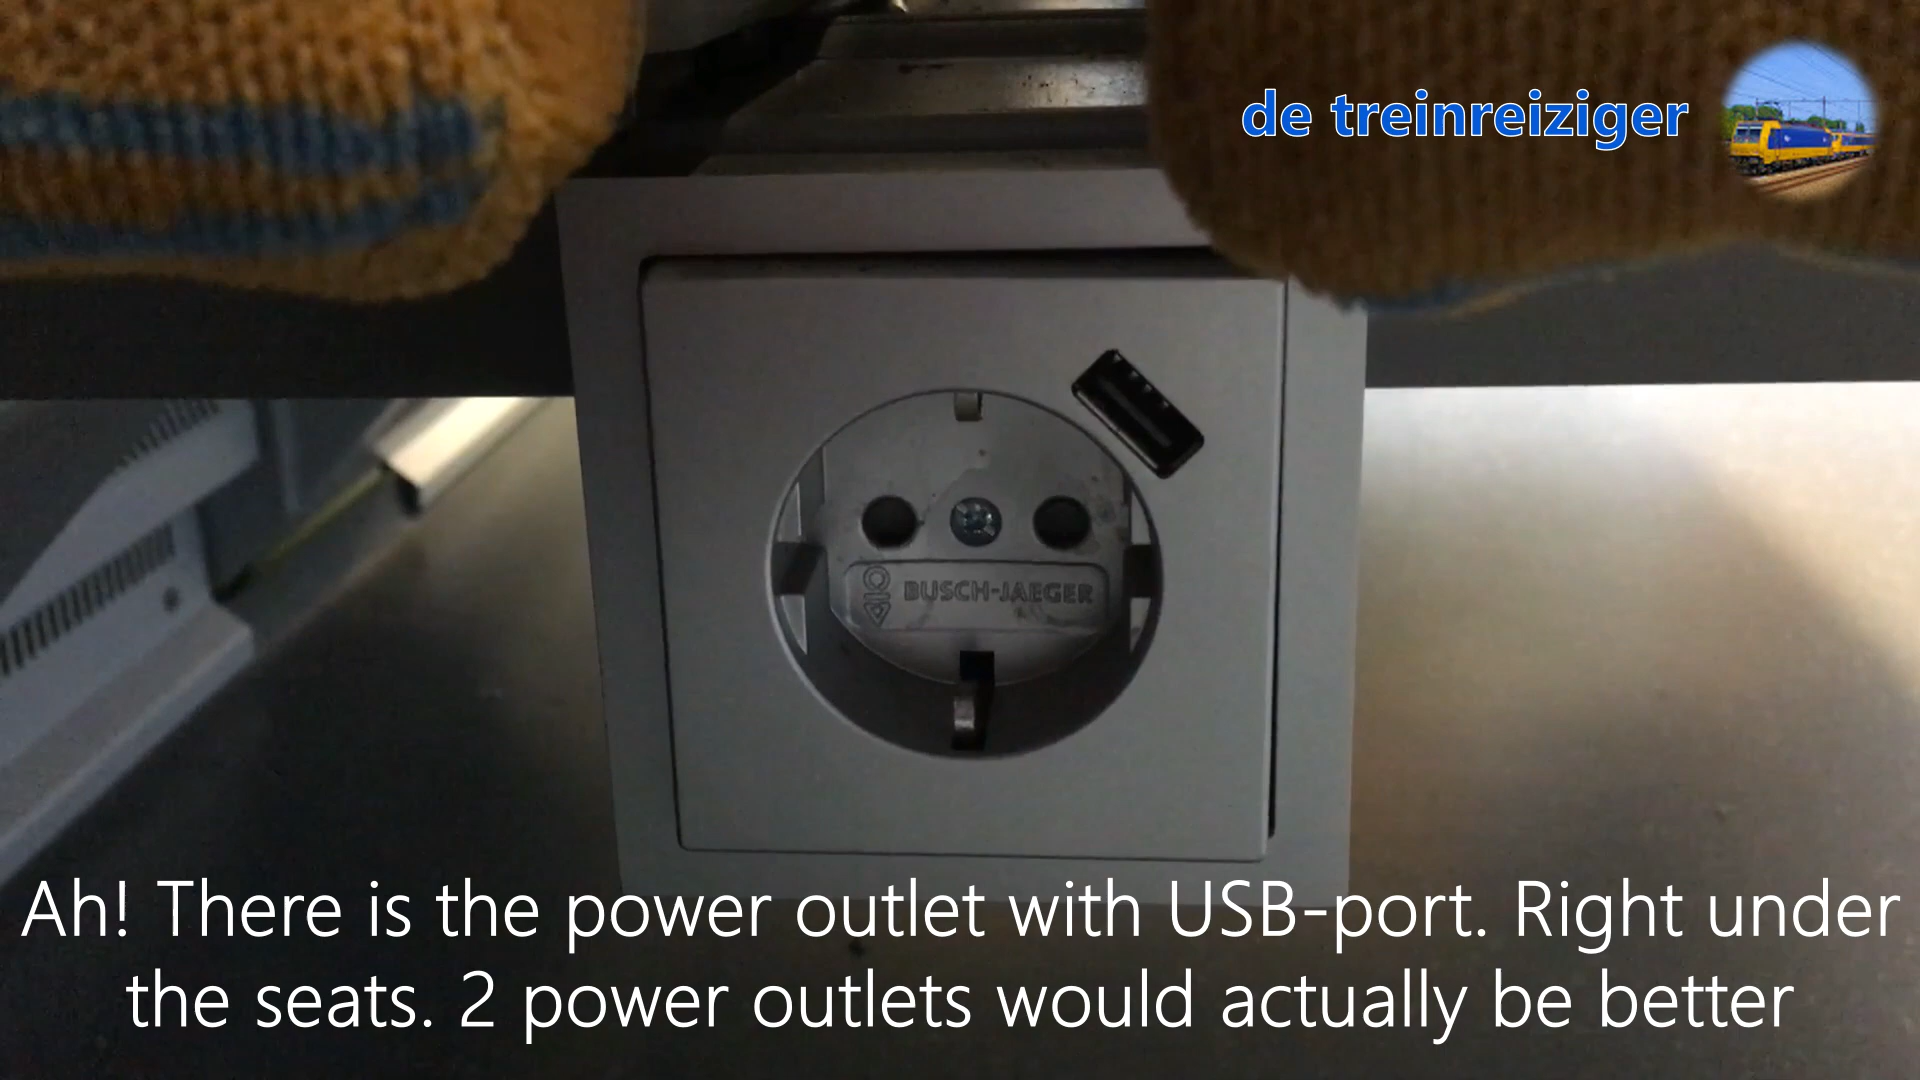 de treinreiziger
BUSCH-JAEGER
Ah! There is the power outlet with USB-port. Right under
the seats. 2 power outlets would actually be better